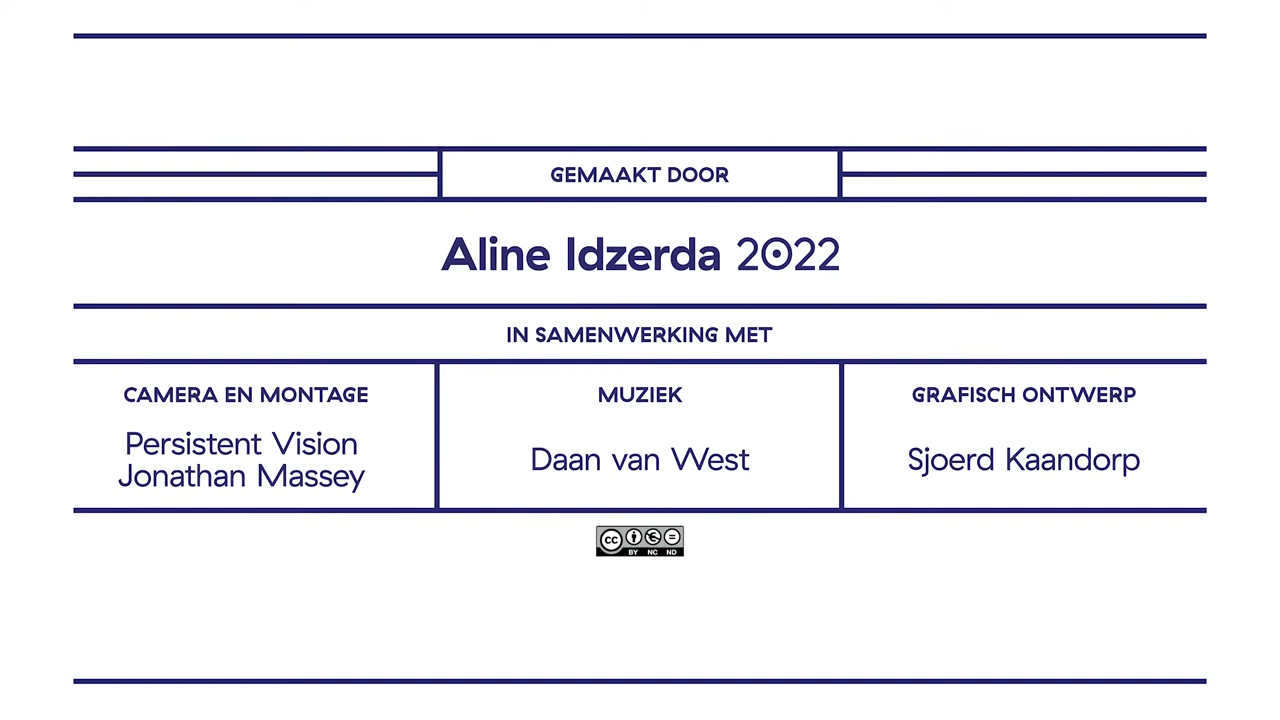 GEMAAKT DOOR
Aline Idzerda 2022
IN SAMENWERKING MET
CAMERA EN MONTAGE
Persistent Vision
Jonathan Massey
MUZIEK
Daan van West
GRAFISCH ONTWERP
Sjoerd Kaandorp
CC BY NC ND